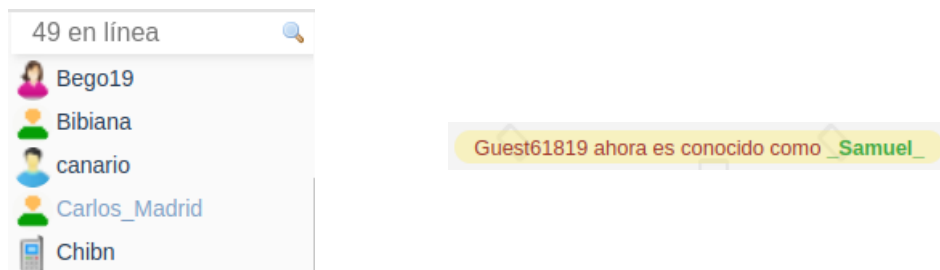 49 en línea
Bego19
Bibiana
canario
Carlos_Madrid
Chibn
Guest61819 ahora es conocido como _Samuel_